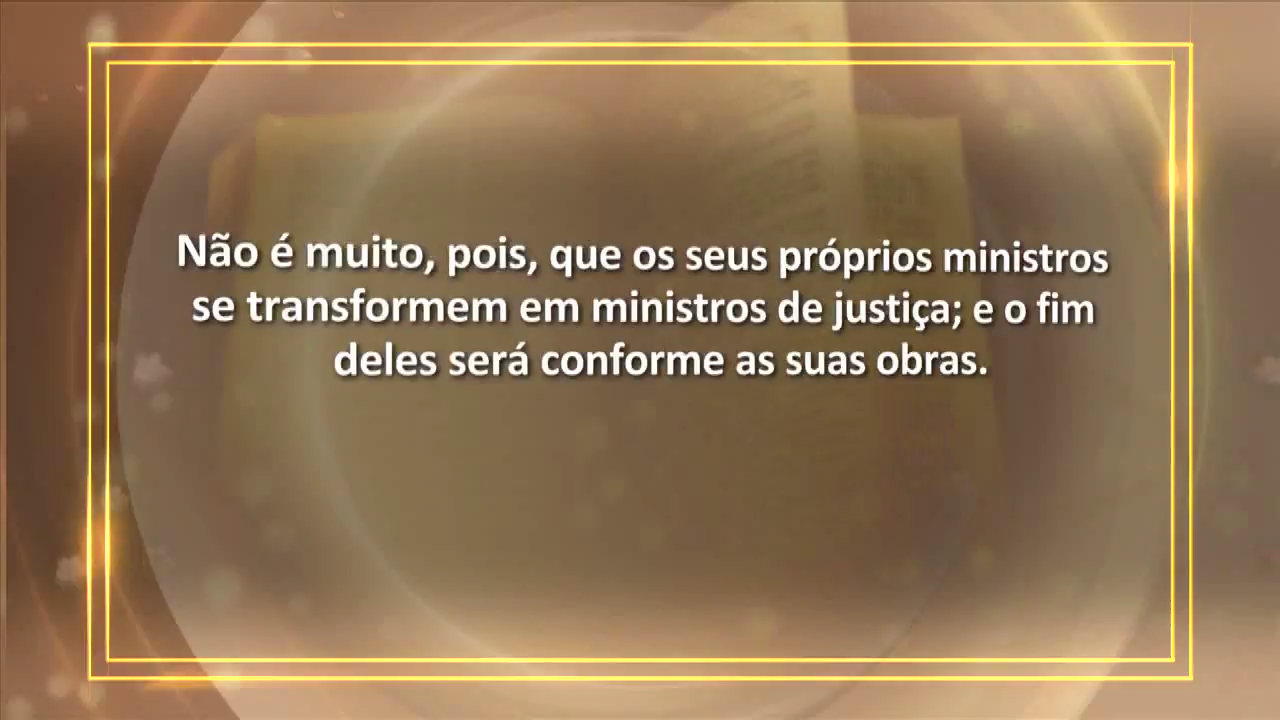 Não é muito, pois, que os seus próprios ministros
se transformem em ministros de justiça; e o fim
deles será conforme as suas obras.